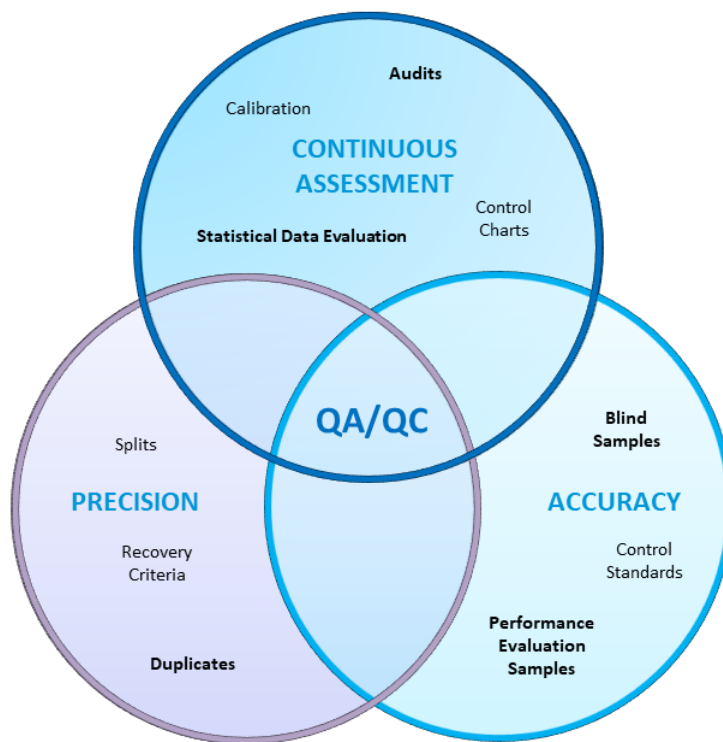 Audits
Calibration
CONTINUOUS
ASSESSMENT
Control
Charts
Statistical Data Evaluation
QA/QC
Splits
PRECISION
Recovery
Criteria
Duplicates
Blind
Samples
ACCURACY
Control
Standards
Performance
Evaluation
Samples